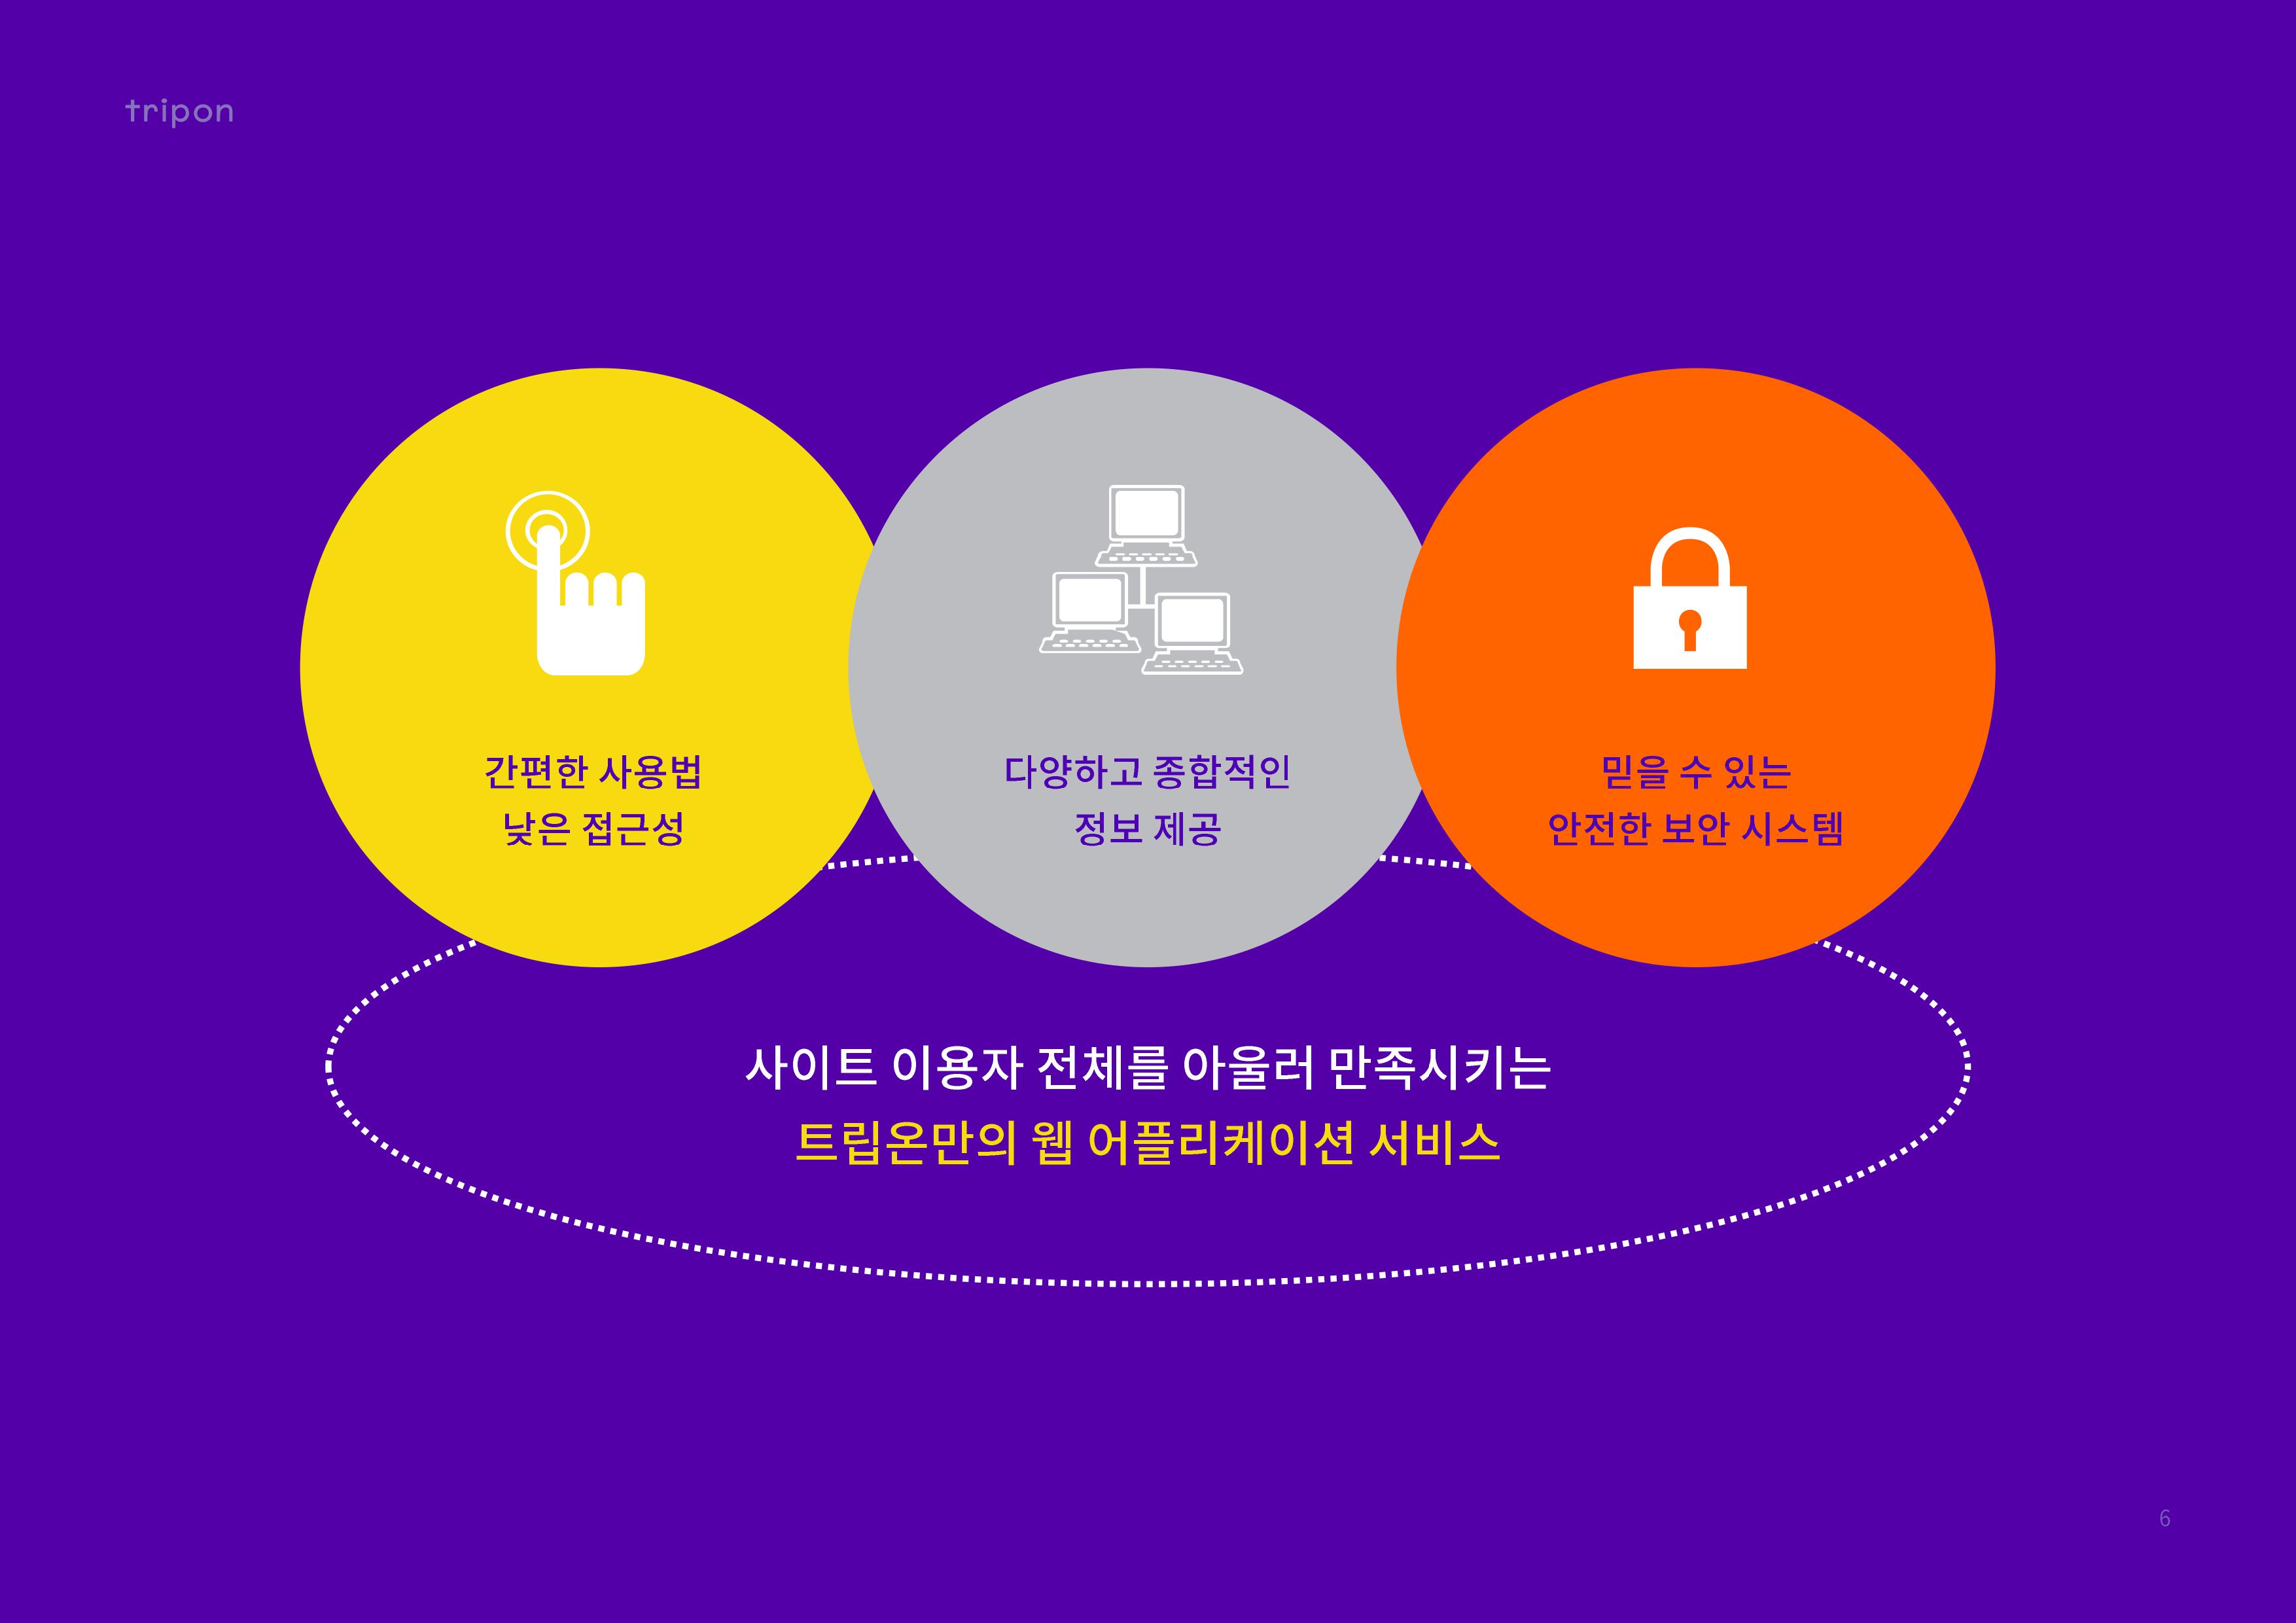 tripon
간편한 사용법
낮은 접근성
다양하고 종합적인
정보 제공
믿을 수 있는
안전한 보안 시스템
사이트 이용자 전체를 아울러 만족시키는
트립온만의 웹 어플리케이션 서비스
6